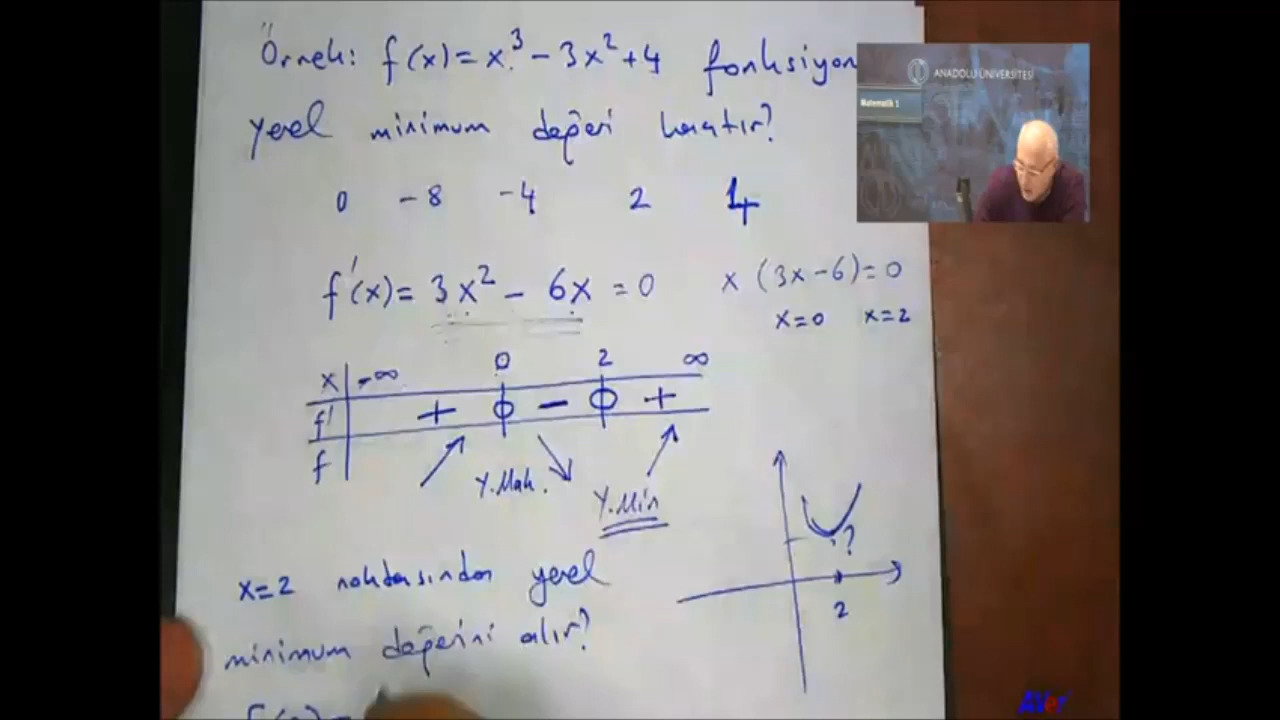 Örnek: f(x) = x³ - 3x² + 4 fonksiyon
yerel minimum değeri kaçtır?
0 -8 -4 2 4
f'(x) = 3x² - 6x = 0 x (3x - 6) = 0
x=0 x=2
x -∞ 0 2 ∞
f' + 0 - 0 +
f
Y.Mak.
Y.Min
?
2
x=2 noktasından yerel
minimum değerini alır?
ANADOLU ÜNİVERSİTESİ
Matematik 1
AVer